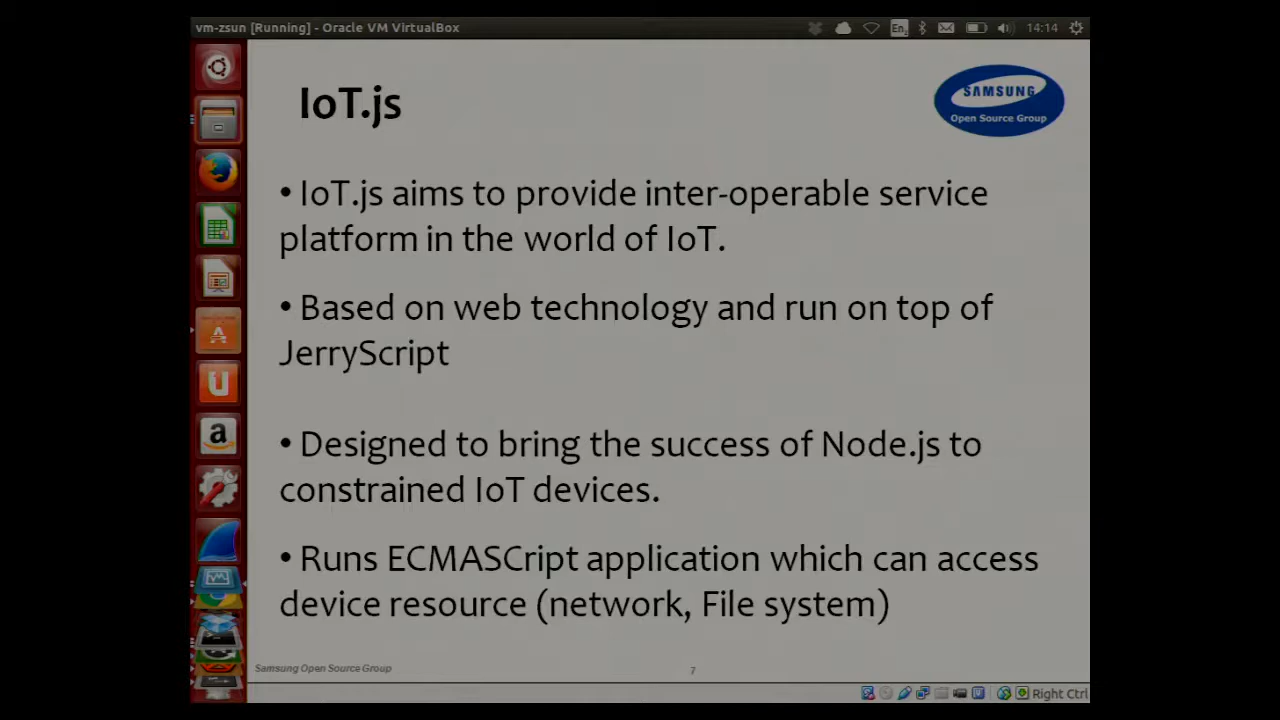 vm-zsun [Running] - Oracle VM VirtualBox
En
14:14
IoT.js
SAMSUNG
Open Source Group
• IoT.js aims to provide inter-operable service
platform in the world of IoT.
• Based on web technology and run on top of
JerryScript
• Designed to bring the success of Node.js to
constrained IoT devices.
• Runs ECMASCript application which can access
device resource (network, File system)
Samsung Open Source Group
7
Right Ctrl